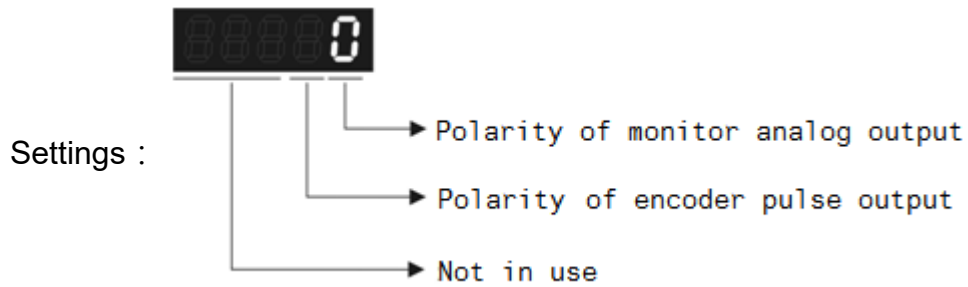 0
Polarity of monitor analog output
Settings :
Polarity of encoder pulse output
Not in use